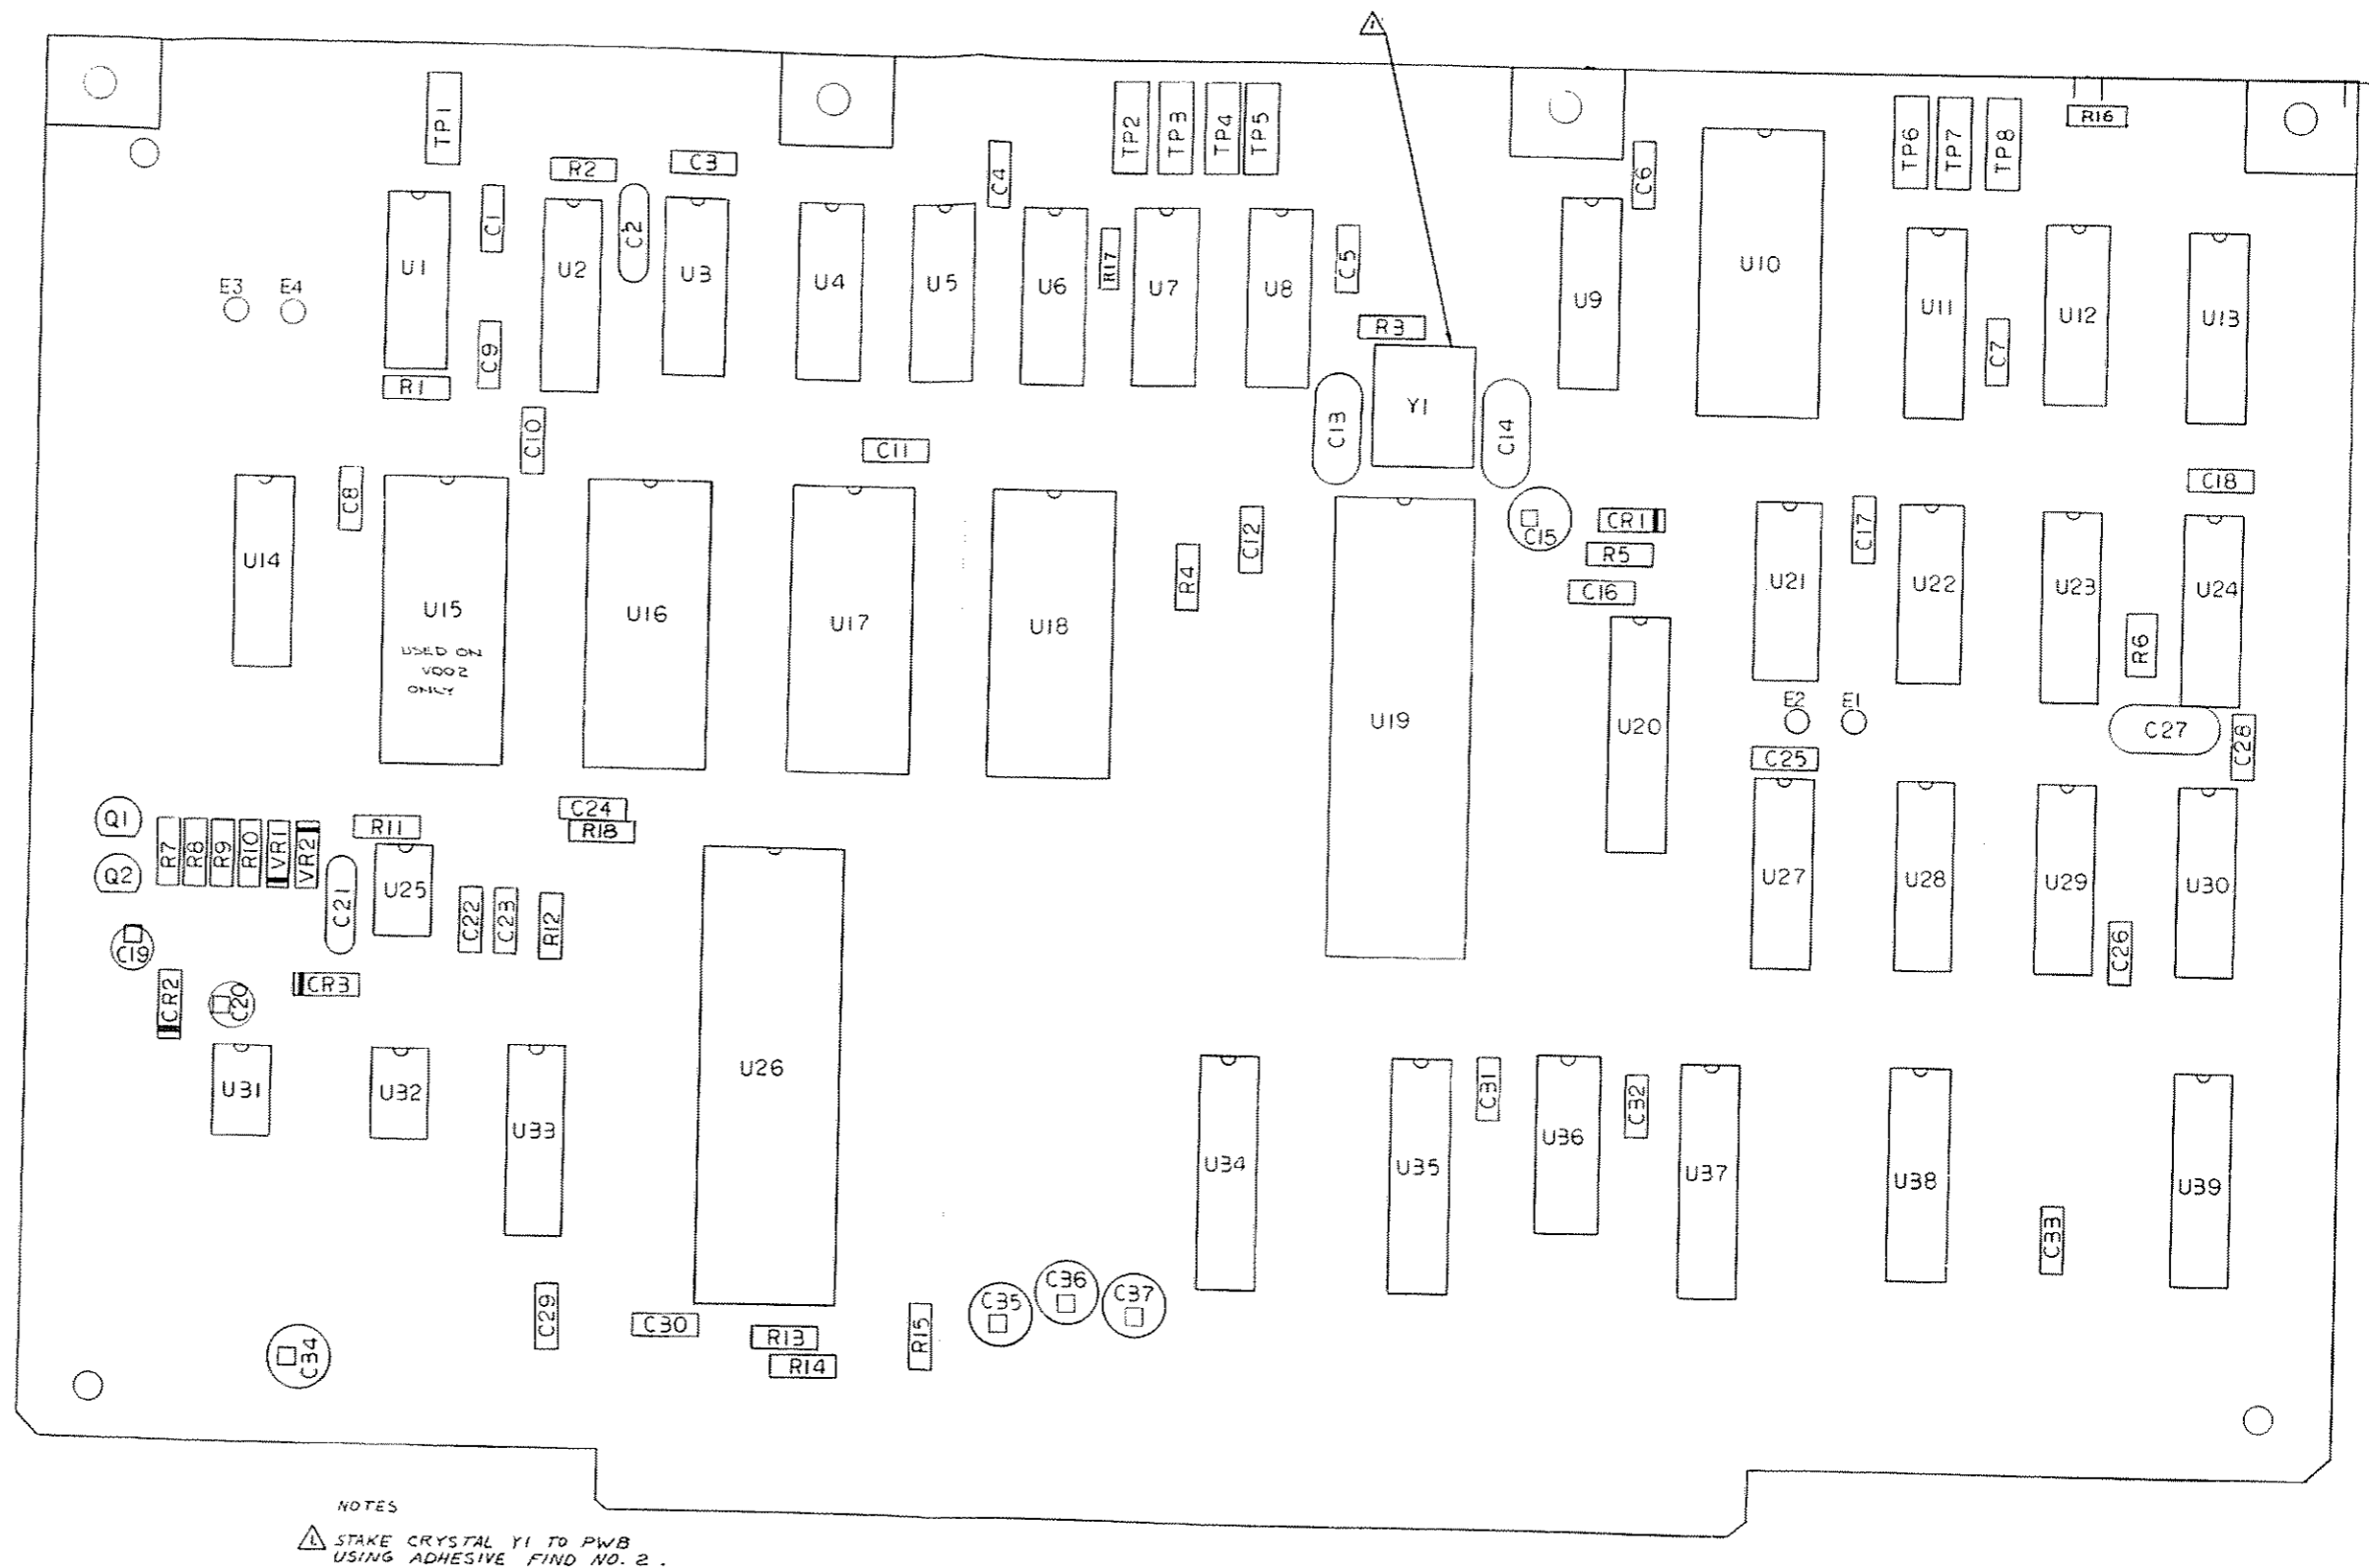 1
TP1
TP2
TP3
TP4
TP5
TP6
TP7
TP8
R16
R2
C3
C4
C6
C1
C2
U1
U2
U3
U4
U5
U6
R17
U7
U8
C5
U9
U10
U11
U12
U13
E3
E4
C9
R1
R3
C7
C10
C11
C13
Y1
C14
C18
U14
C8
U15
USED ON
V002
ONLY
U16
U17
U18
R4
C12
C15
CR1
R5
C16
U21
C17
U22
U23
U24
R6
U19
U20
E2
E1
C25
C27
C28
Q1
Q2
R7
R8
R9
R10
VR1
VR2
R11
C24
R18
C21
U25
C22
C23
R12
U27
U28
U29
C26
U30
C19
CR2
C20
CR3
U31
U32
U33
U26
U34
U35
C31
U36
C32
U37
U38
C33
U39
C34
C29
C30
R13
R14
R15
C35
C36
C37
NOTES
1 STAKE CRYSTAL Y1 TO PWB
USING ADHESIVE FIND NO. 2.